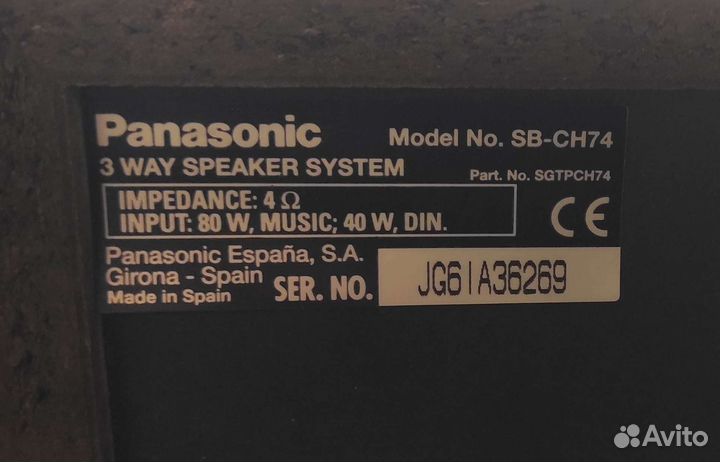 Panasonic
Model No. SB-CH74
3 WAY SPEAKER SYSTEM
Part. No. SGTPCH74
IMPEDANCE: 4 Ω
INPUT: 80 W, MUSIC; 40 W, DIN.
CE
Panasonic España, S.A.
Girona - Spain
Made in Spain
SER. NO. JG6IA36269
Avito